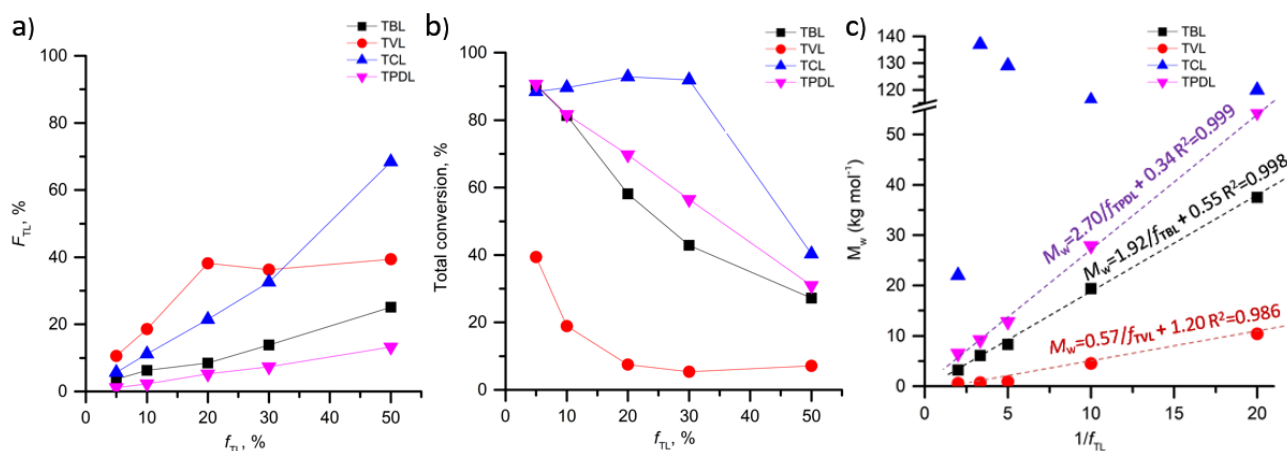 a)
TBL
TVL
TCL
TPDL
100
80
60
40
20
0
F_TL, %
0 10 20 30 40 50
f_TL, %
b)
TBL
TVL
TCL
TPDL
100
80
60
40
20
0
Total conversion, %
0 10 20 30 40 50
f_TL, %
c)
TBL
TVL
TCL
TPDL
140
130
120
50
40
30
20
10
0
M_w (kg mol⁻¹)
M_w=2.70/f_TPDL + 0.34 R²=0.999
M_w=1.92/f_TBL + 0.55 R²=0.998
M_w=0.57/f_TVL + 1.20 R²=0.986
0 5 10 15 20
1/f_TL